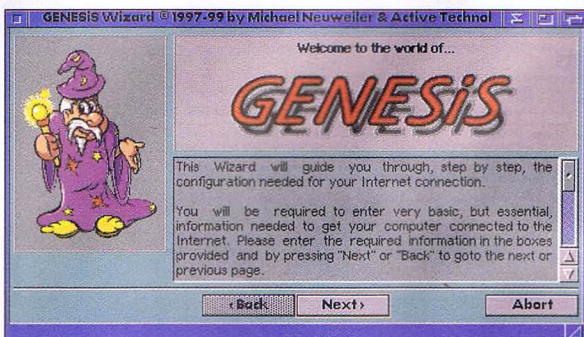 GENESiS Wizard ©1997-99 by Michael Neuweiler & Active Technol
Welcome to the world of...
GENESiS
This Wizard will guide you through, step by step, the
configuration needed for your Internet connection.
You will be required to enter very basic, but essential,
information needed to get your computer connected to the
Internet. Please enter the required information in the boxes
provided and by pressing "Next" or "Back" to goto the next or
previous page.
‹Back Next› Abort